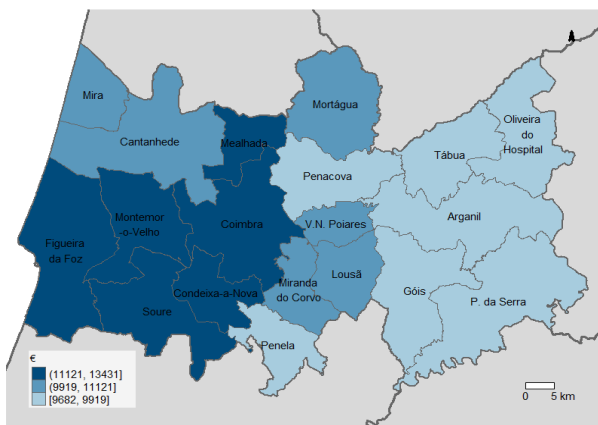 Mira
Mortágua
Oliveira
do
Hospital
Cantanhede
Mealhada
Tábua
Penacova
Montemor
-o-Velho
Coimbra
V.N. Poiares
Arganil
Figueira
da Foz
Condeixa-a-Nova
Miranda
do Corvo
Lousã
Góis
P. da Serra
Soure
Penela
€
(11121, 13431]
(9919, 11121]
[9682, 9919]
0 5 km